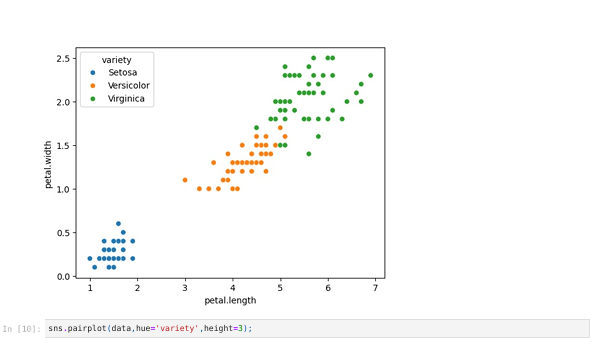 2.5
2.0
1.5
1.0
0.5
0.0
petal.width
variety
Setosa
Versicolor
Virginica
1 2 3 4 5 6 7
petal.length
In [10]: sns.pairplot(data,hue='variety',height=3);